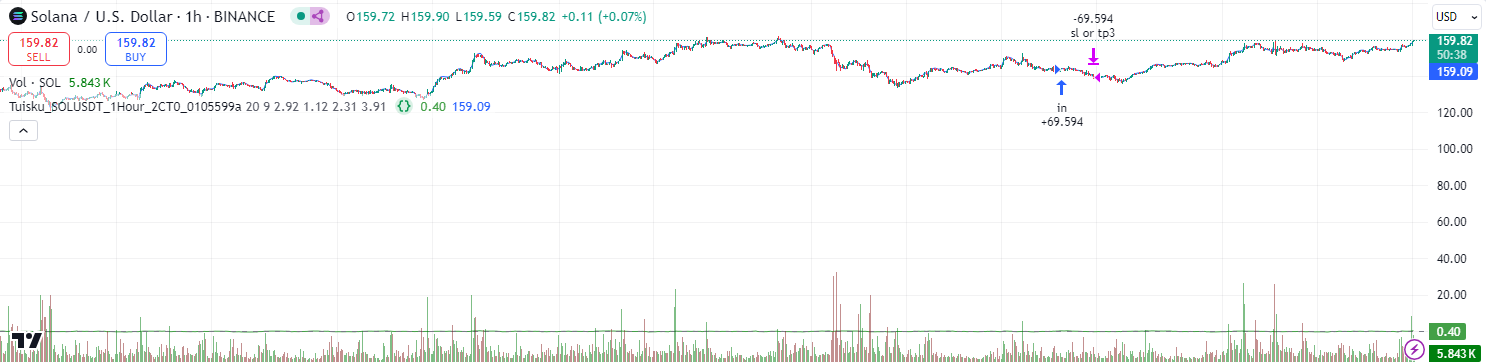 Solana / U.S. Dollar · 1h · BINANCE O159.72 H159.90 L159.59 C159.82 +0.11 (+0.07%)
159.82 SELL
0.00
159.82 BUY
Vol · SOL 5.843 K
Tuisku_SOLUSDT_1Hour_2CT0_0105599a 20 9 2.92 1.12 2.31 3.91 {} 0.40 159.09
-69.594
sl or tp3
in
+69.594
USD
159.82
50:38
159.09
120.00
100.00
80.00
60.00
40.00
20.00
0.40
5.843 K